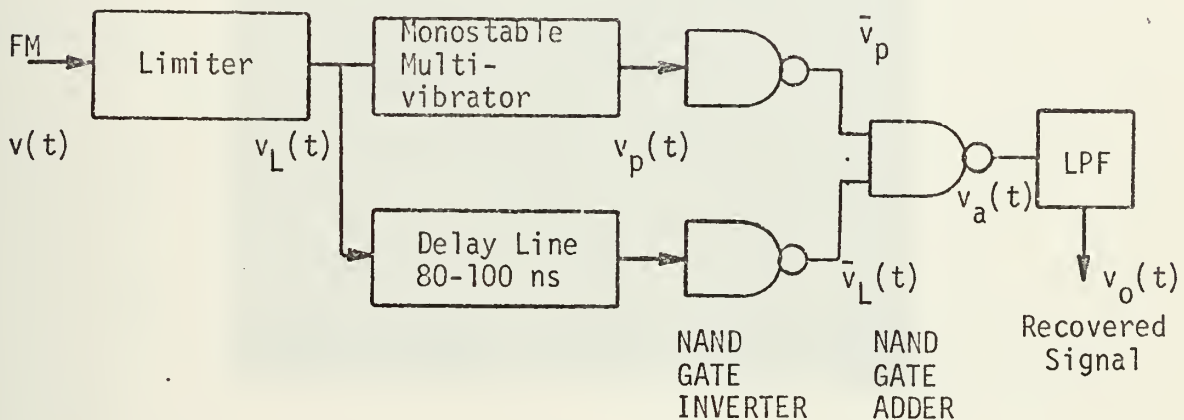 FM
v(t)
Limiter
v_L(t)
Monostable
Multi-
vibrator
v_p(t)
v̄_p
Delay Line
80-100 ns
v̄_L(t)
NAND
GATE
INVERTER
NAND
GATE
ADDER
v_a(t)
LPF
v_o(t)
Recovered
Signal